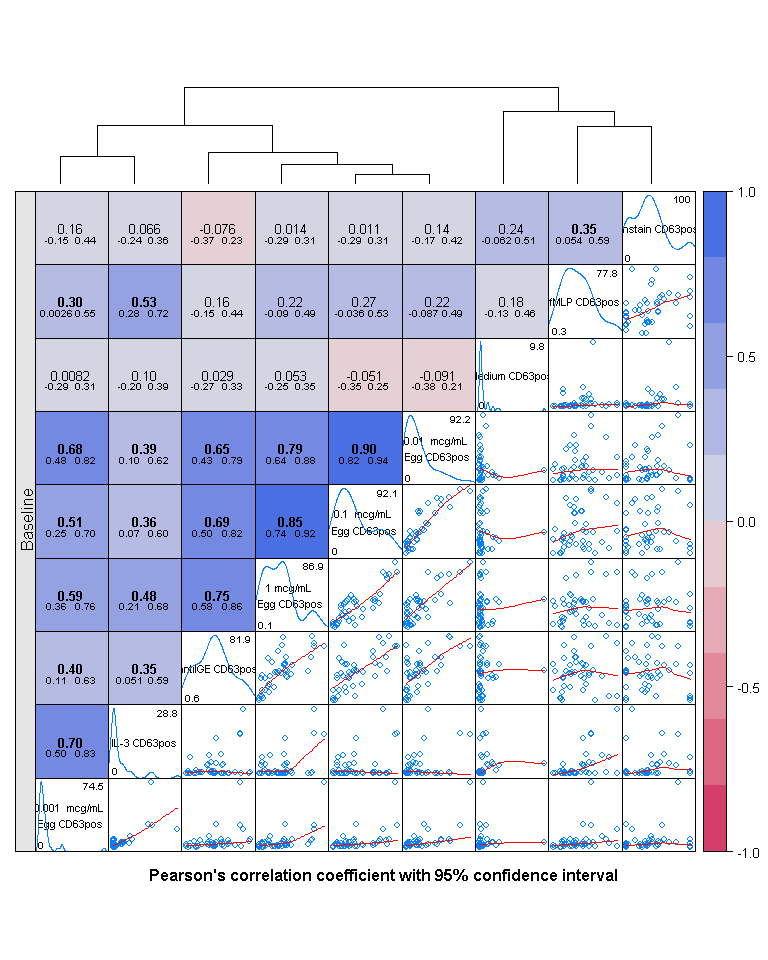 0.16 0.066 -0.076 0.014 0.011 0.14 0.24 0.35 100 1.0
-0.15 0.44 -0.24 0.36 -0.37 0.23 -0.29 0.31 -0.29 0.31 -0.17 0.42 -0.062 0.51 0.054 0.59 nstain CD63pos
0
0.30 0.53 0.16 0.22 0.27 0.22 0.18 77.8
0.0026 0.55 0.28 0.72 -0.15 0.44 -0.09 0.49 -0.036 0.53 -0.087 0.49 -0.13 0.46 fMLP CD63pos
0.3
0.0082 0.10 0.029 0.053 -0.051 -0.091 9.8 0.5
-0.29 0.31 -0.20 0.39 -0.27 0.33 -0.25 0.35 -0.35 0.25 -0.38 0.21 edium CD63pos
0
0.68 0.39 0.65 0.79 0.90 92.2
0.48 0.82 0.10 0.62 0.43 0.79 0.64 0.88 0.82 0.94 0.01 mcg/mL
Egg CD63pos
0
0.51 0.36 0.69 0.85 92.1 0.0
0.25 0.70 0.07 0.60 0.50 0.82 0.74 0.92 0.1 mcg/mL
Egg CD63pos
0
Baseline
0.59 0.48 0.75 86.9
0.36 0.76 0.21 0.68 0.58 0.86 1 mcg/mL
Egg CD63pos
0.1
0.40 0.35 81.9 -0.5
0.11 0.63 0.051 0.59 antiIGE CD63pos
0.6
0.70 28.8
0.50 0.83 IL-3 CD63pos
0
74.5
0.001 mcg/mL
Egg CD63pos
0
-1.0
Pearson's correlation coefficient with 95% confidence interval